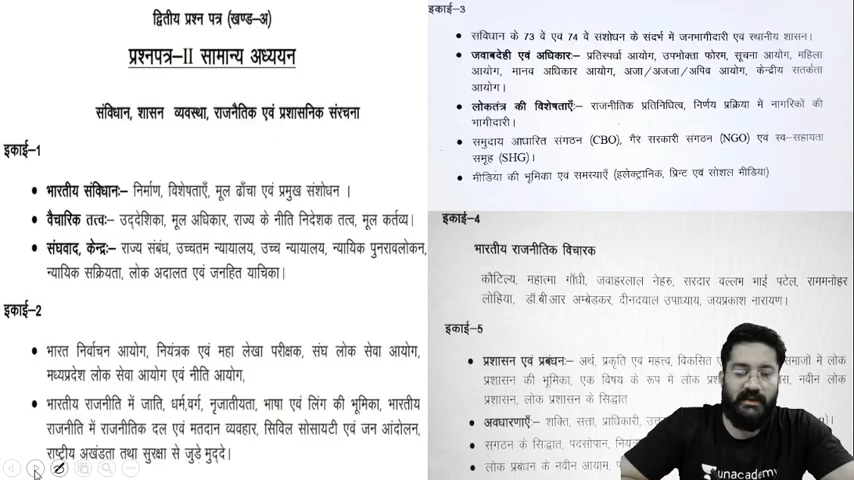 द्वितीय प्रश्न पत्र (खण्ड-अ)
प्रश्नपत्र-II सामान्य अध्ययन
संविधान, शासन व्यवस्था, राजनैतिक एवं प्रशासनिक संरचना
इकाई-1
• भारतीय संविधानः- निर्माण, विशेषताएँ, मूल ढाँचा एवं प्रमुख संशोधन ।
• वैचारिक तत्वः- उद्देशिका, मूल अधिकार, राज्य के नीति निदेशक तत्व, मूल कर्तव्य।
• संघवाद, केन्द्रः- राज्य संबंध, उच्चतम न्यायालय, उच्च न्यायालय, न्यायिक पुनरावलोकन,
न्यायिक सक्रियता, लोक अदालत एवं जनहित याचिका।
इकाई-2
• भारत निर्वाचन आयोग, नियंत्रक एवं महा लेखा परीक्षक, संघ लोक सेवा आयोग,
मध्यप्रदेश लोक सेवा आयोग एवं नीति आयोग,
• भारतीय राजनीति में जाति, धर्म,वर्ग, नृजातीयता, भाषा एवं लिंग की भूमिका, भारतीय
राजनीति में राजनीतिक दल एवं मतदान व्यवहार, सिविल सोसायटी एवं जन आंदोलन,
राष्ट्रीय अखंडता तथा सुरक्षा से जुड़े मुद्दे।
इकाई-3
• संविधान के 73 वे एवं 74 वे संशोधन के संदर्भ में जनभागीदारी एवं स्थानीय शासन।
• जवाबदेही एवं अधिकारः- प्रतिस्पर्धा आयोग, उपभोक्ता फोरम, सूचना आयोग, महिला
आयोग, मानव अधिकार आयोग, अजा/अजजा/अपिव आयोग, केन्द्रीय सतर्कता
आयोग।
• लोकतंत्र की विशेषताएँः- राजनीतिक प्रतिनिधित्व, निर्णय प्रक्रिया में नागरिकों की
भागीदारी।
• समुदाय आधारित संगठन (CBO), गैर सरकारी संगठन (NGO) एवं स्व-सहायता
समूह (SHG)।
• मीडिया की भूमिका एवं समस्याएँ (इलेक्ट्रानिक, प्रिन्ट एवं सोशल मीडिया)
इकाई-4
भारतीय राजनीतिक विचारक
कौटिल्य, महात्मा गाँधी, जवाहरलाल नेहरु, सरदार वल्लभ भाई पटेल, राममनोहर
लोहिया, डॉ बी आर अम्बेडकर, दीनदयाल उपाध्याय, जयप्रकाश नारायण।
इकाई-5
• प्रशासन एवं प्रबंधनः- अर्थ, प्रकृति एवं महत्व, विकसित समाजो में लोक
प्रशासन की भूमिका, एक विषय के रूप में लोक नवीन लोक
प्रशासन, लोक प्रशासन के सिद्धात
• अवधारणाएँः- शक्ति, सत्ता, प्राधिकारी,
• संगठन के सिद्धांत, पदसोपान,
• लोक प्रबंधन के नवीन आयाम,
unacademy